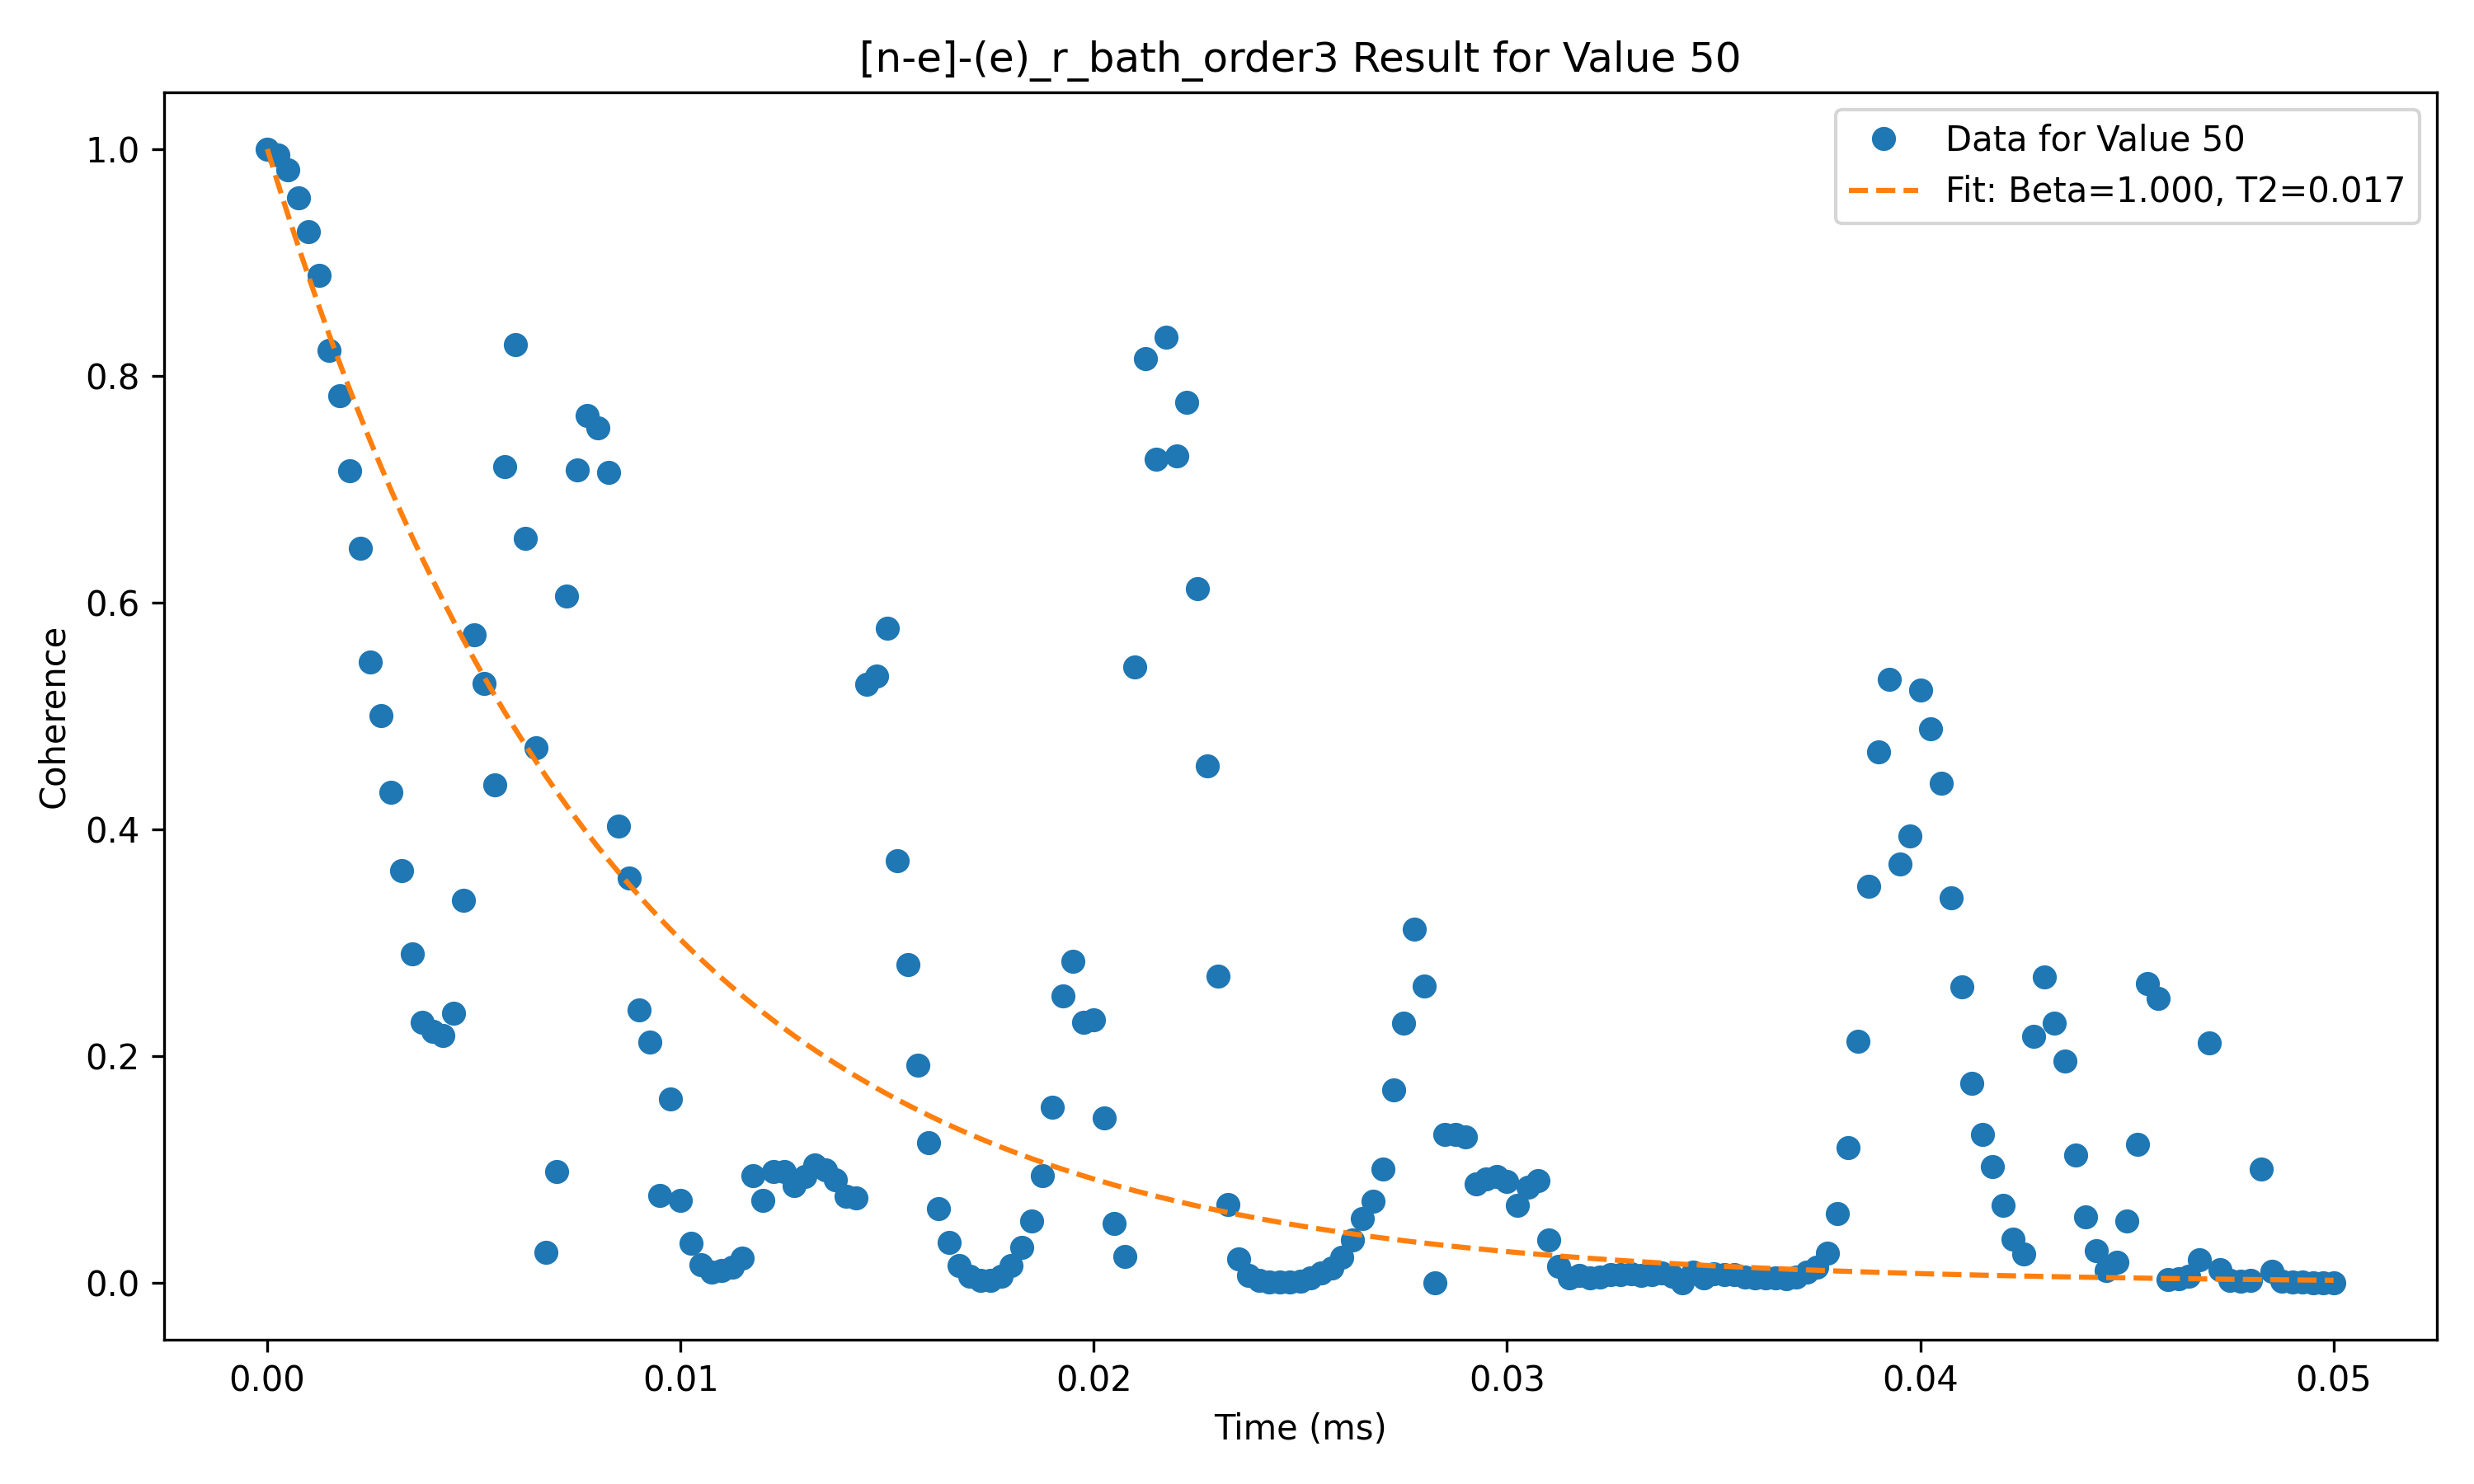 [n-e]-(e)_r_bath_order3 Result for Value 50
Data for Value 50
Fit: Beta=1.000, T2=0.017
Coherence
1.0
0.8
0.6
0.4
0.2
0.0
0.00 0.01 0.02 0.03 0.04 0.05
Time (ms)